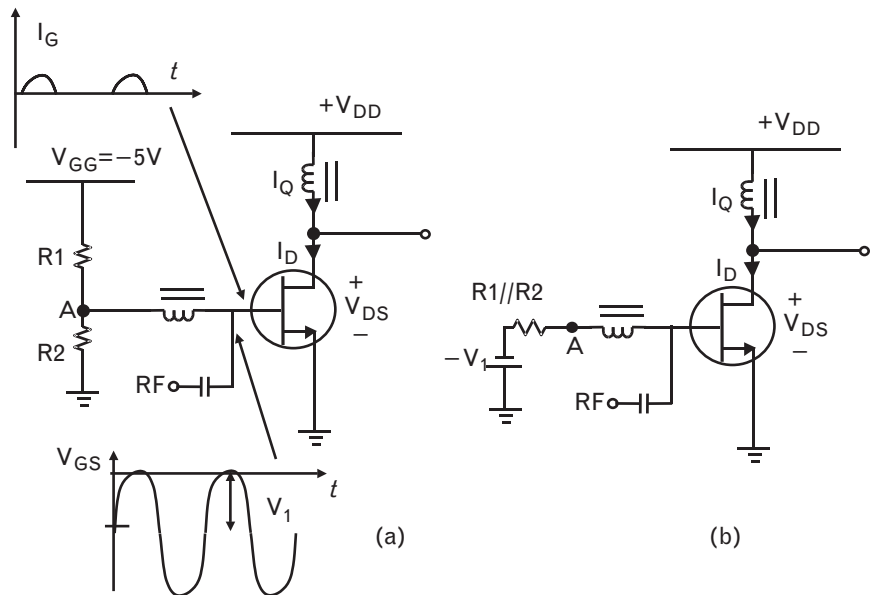 I_G
t
+V_DD
V_GG=−5V
I_Q
R1
I_D
A
+
V_DS
−
R2
RF
V_GS
t
V_1
(a)
+V_DD
I_Q
I_D
R1//R2
+
V_DS
−
A
−V_1
RF
(b)